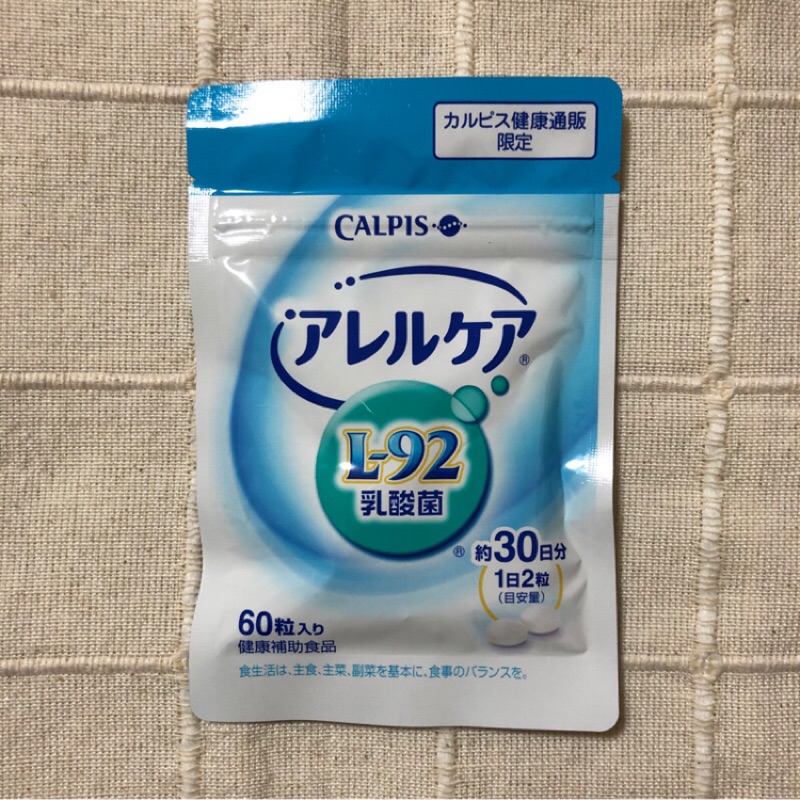 カルピス健康通販
限定
CALPIS
アレルケア®
L-92
乳酸菌
®
約30日分
1日2粒
(目安量)
60粒入り
健康補助食品
食生活は、主食、主菜、副菜を基本に、食事のバランスを。